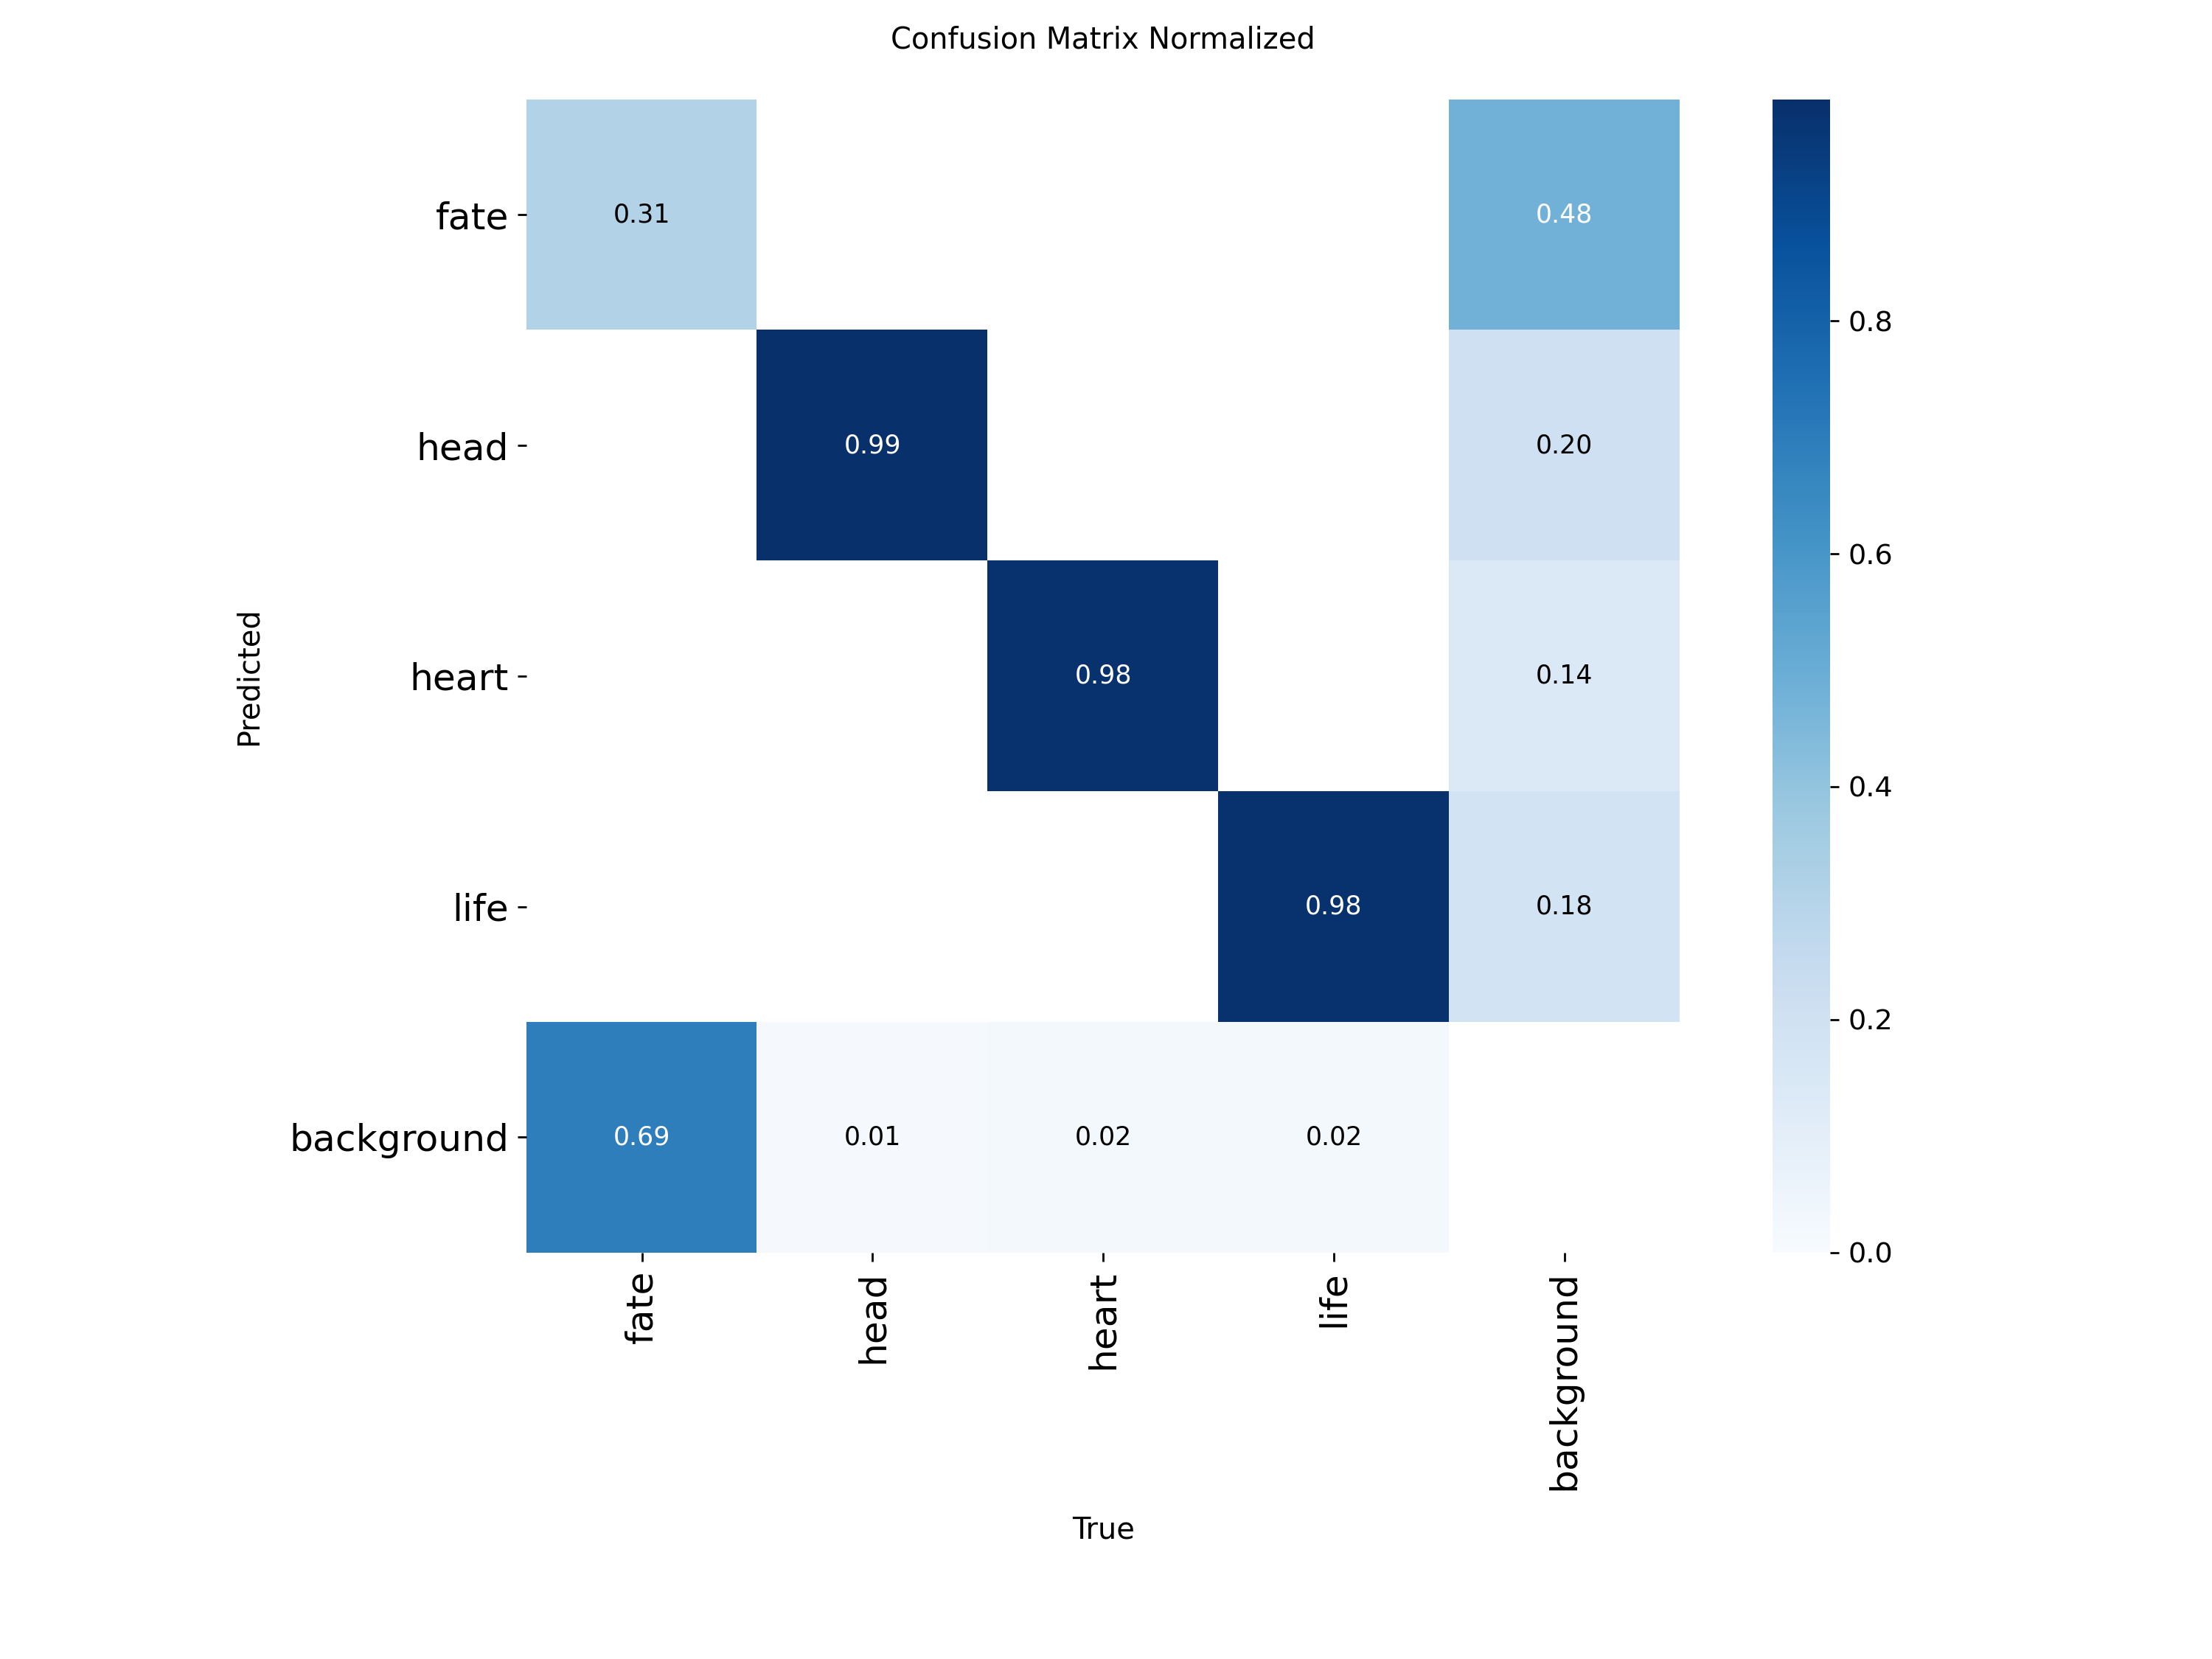 Confusion Matrix Normalized
fate 0.31 0.48
head 0.99 0.20
heart 0.98 0.14
life 0.98 0.18
background 0.69 0.01 0.02 0.02
Predicted
fate head heart life background
True
0.8
0.6
0.4
0.2
0.0